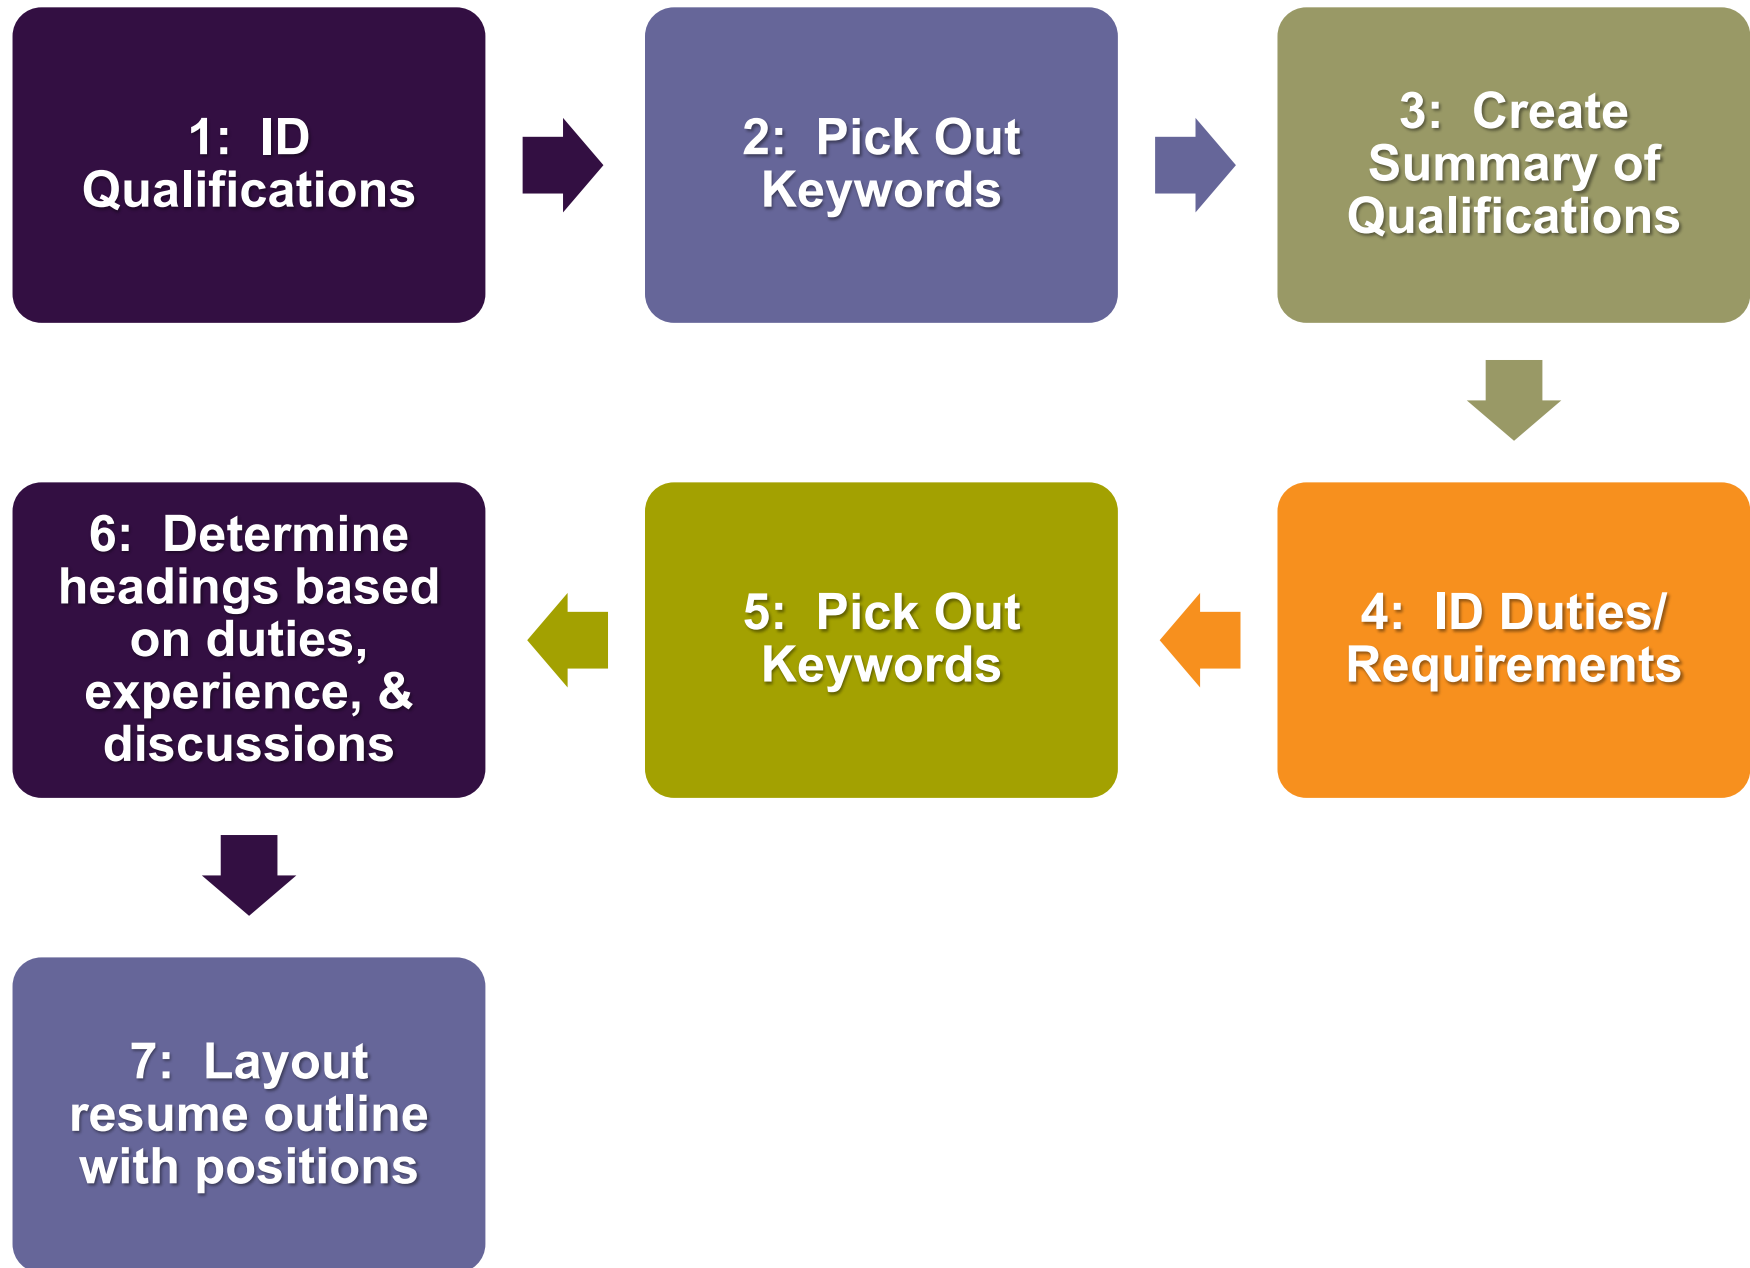 1:  ID
Qualifications
2:  Pick Out
Keywords
3:  Create
Summary of
Qualifications
4:  ID Duties/
Requirements
5:  Pick Out
Keywords
6:  Determine
headings based
on duties,
experience, &
discussions
7:  Layout
resume outline
with positions